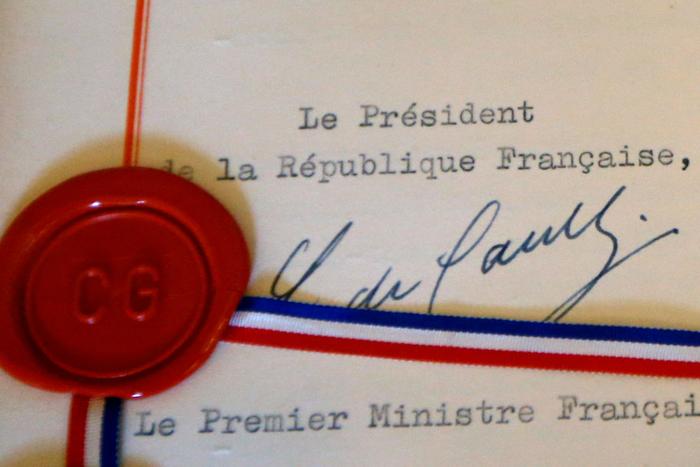 Le Président
de la République Française,
CG
C. de Gaulle.
Le Premier Ministre Françai